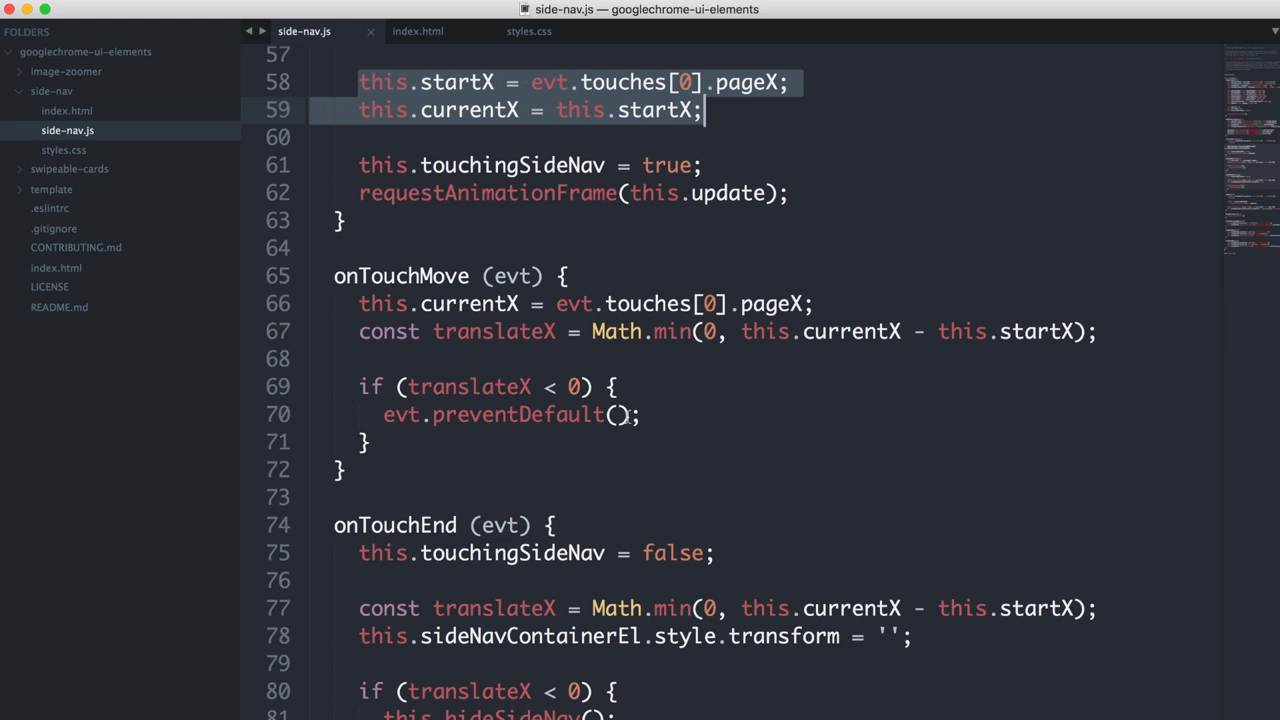 side-nav.js — googlechrome-ui-elements
FOLDERS
googlechrome-ui-elements
image-zoomer
side-nav
index.html
side-nav.js
styles.css
swipeable-cards
template
.eslintrc
.gitignore
CONTRIBUTING.md
index.html
LICENSE
README.md
side-nav.js
index.html
styles.css
57
58 this.startX = evt.touches[0].pageX;
59 this.currentX = this.startX;
60
61 this.touchingSideNav = true;
62 requestAnimationFrame(this.update);
63 }
64
65 onTouchMove (evt) {
66 this.currentX = evt.touches[0].pageX;
67 const translateX = Math.min(0, this.currentX - this.startX);
68
69 if (translateX < 0) {
70 evt.preventDefault();
71 }
72 }
73
74 onTouchEnd (evt) {
75 this.touchingSideNav = false;
76
77 const translateX = Math.min(0, this.currentX - this.startX);
78 this.sideNavContainerEl.style.transform = '';
79
80 if (translateX < 0) {
81 this.hideSideNav();